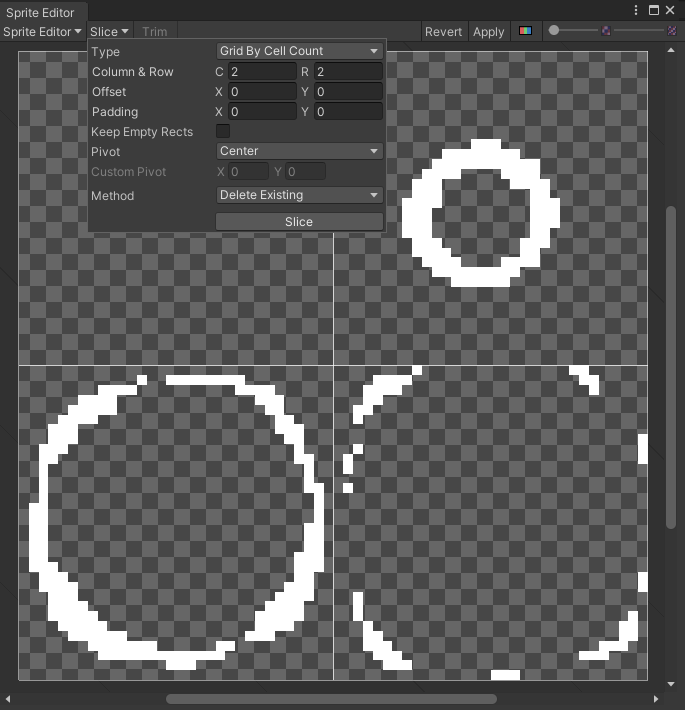 Sprite Editor
Sprite Editor Slice Trim Revert Apply
Type Grid By Cell Count
Column & Row C 2 R 2
Offset X 0 Y 0
Padding X 0 Y 0
Keep Empty Rects
Pivot Center
Custom Pivot X 0 Y 0
Method Delete Existing
Slice